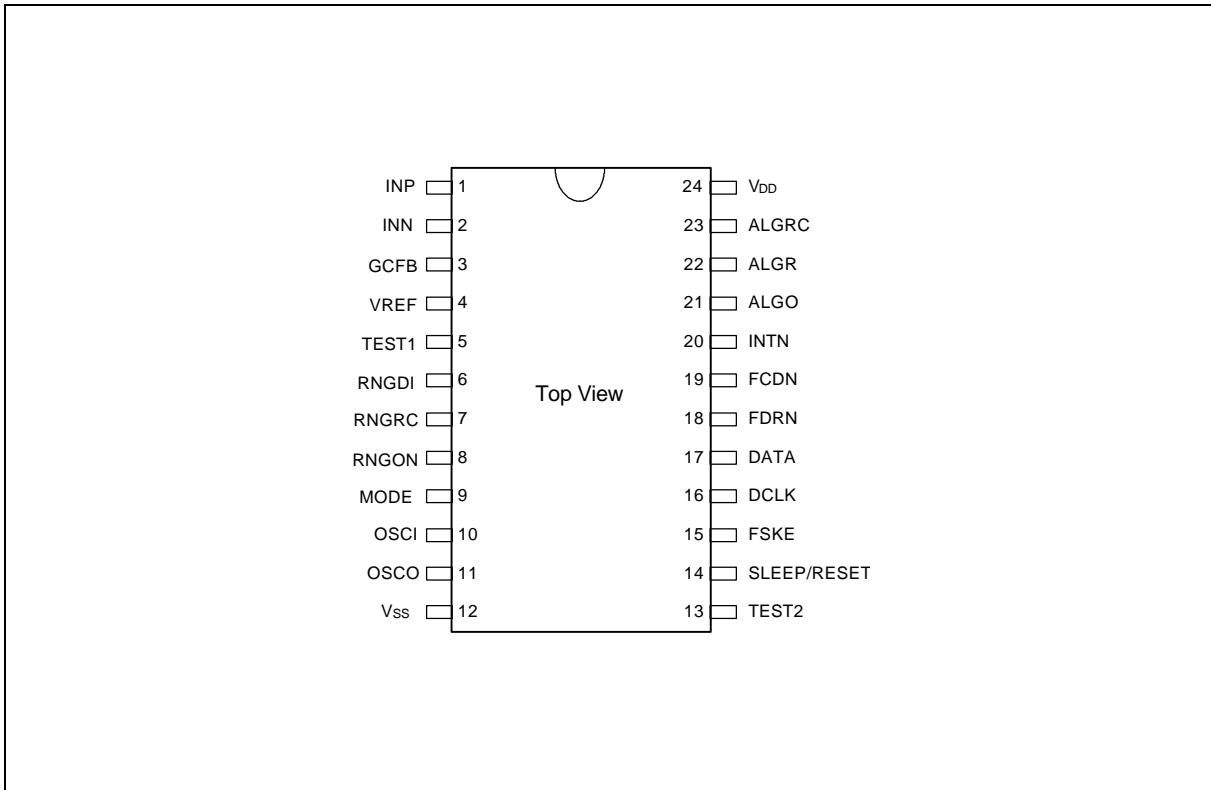 INP 1 24 VDD
INN 2 23 ALGRC
GCFB 3 22 ALGR
VREF 4 21 ALGO
TEST1 5 20 INTN
RNGDI 6 19 FCDN
Top View
RNGRC 7 18 FDRN
RNGON 8 17 DATA
MODE 9 16 DCLK
OSCI 10 15 FSKE
OSCO 11 14 SLEEP/RESET
VSS 12 13 TEST2